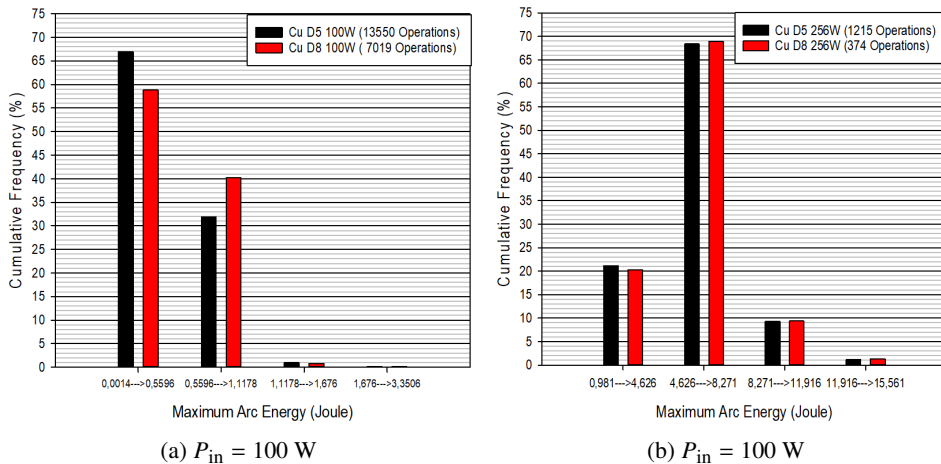 Cu D5 100W (13550 Operations)
Cu D8 100W ( 7019 Operations)
Cumulative Frequency (%)
75
70
65
60
55
50
45
40
35
30
25
20
15
10
5
0
0,0014--->0,5596 0,5596--->1,1178 1,1178--->1,676 1,676--->3,3506
Maximum Arc Energy (Joule)
(a) Pin = 100 W
Cu D5 256W (1215 Operations)
Cu D8 256W (374 Operations)
Cumulative Frequency (%)
75
70
65
60
55
50
45
40
35
30
25
20
15
10
5
0
0,981--->4,626 4,626--->8,271 8,271--->11,916 11,916--->15,561
Maximum Arc Energy (Joule)
(b) Pin = 100 W